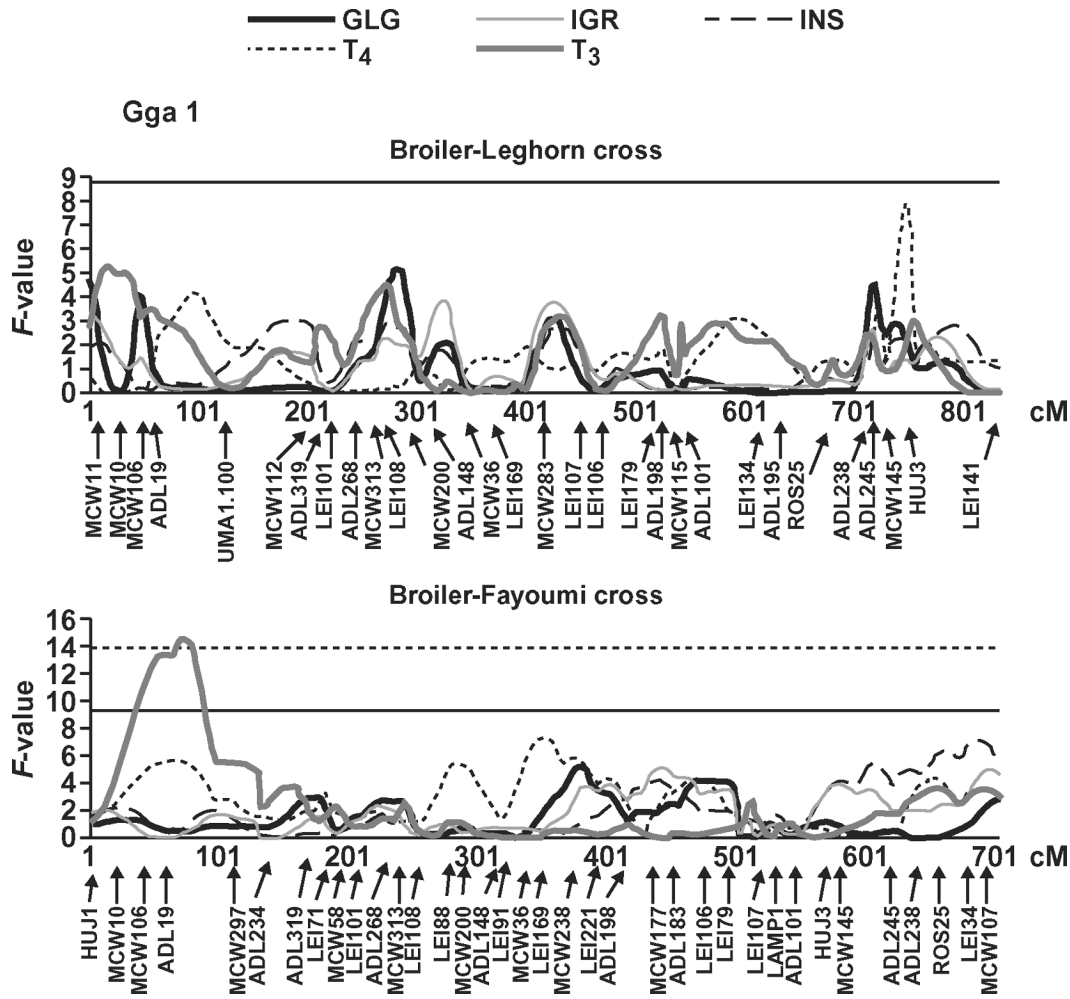 GLG IGR INS
T4 T3
Gga 1
Broiler-Leghorn cross
9
8
7
6
5
4
3
2
1
0
F-value
1 101 201 301 401 501 601 701 801 cM
MCW11
MCW10
MCW106
ADL19
UMA1.100
MCW112
ADL319
LEI101
ADL268
MCW313
LEI108
MCW200
ADL148
MCW36
LEI169
MCW283
LEI107
LEI106
LEI179
ADL198
MCW115
ADL101
LEI134
ADL195
ROS25
ADL238
ADL245
MCW145
HUJ3
LEI141
Broiler-Fayoumi cross
16
14
12
10
8
6
4
2
0
F-value
1 101 201 301 401 501 601 701 cM
HUJ1
MCW10
MCW106
ADL19
MCW297
ADL234
ADL319
LEI71
MCW58
LEI101
ADL268
MCW313
LEI108
LEI88
MCW200
ADL148
LEI91
MCW36
LEI169
MCW238
LEI221
ADL198
MCW177
ADL183
LEI106
LEI79
LEI107
LAMP1
ADL101
HUJ3
MCW145
ADL245
ADL238
ROS25
LEI34
MCW107